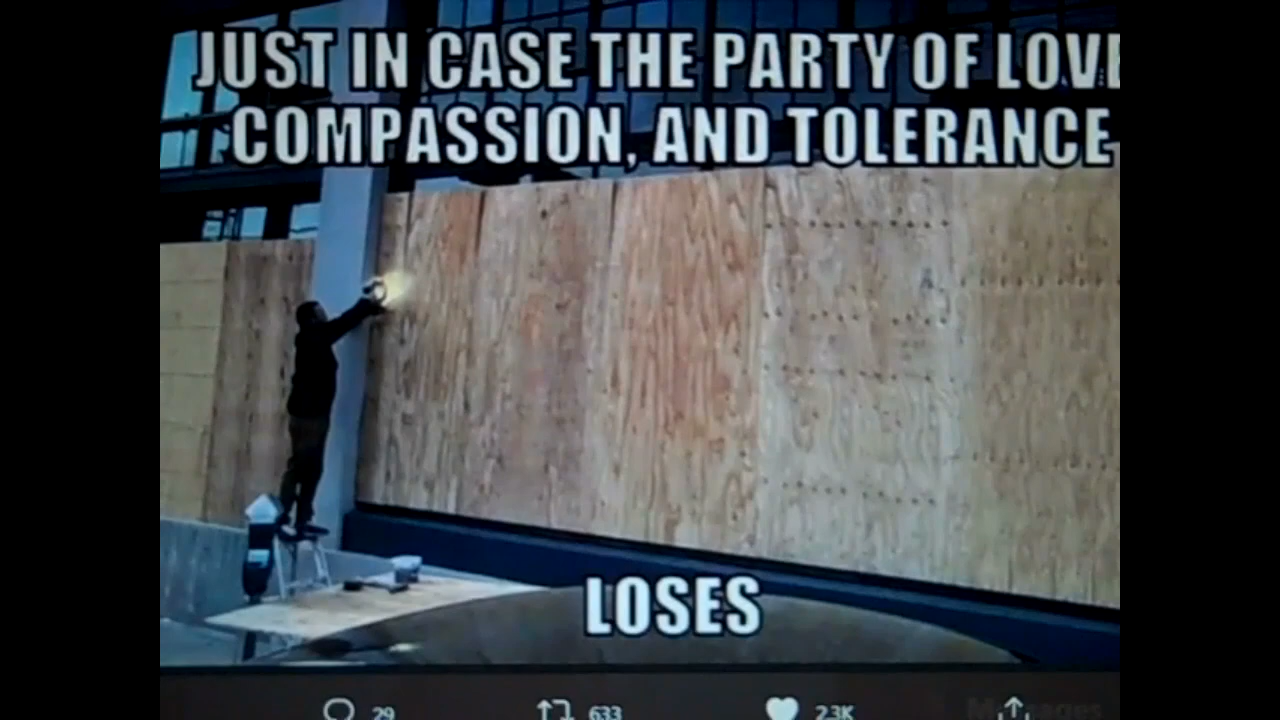 JUST IN CASE THE PARTY OF LOVE
COMPASSION, AND TOLERANCE
LOSES
29 633 2.3K